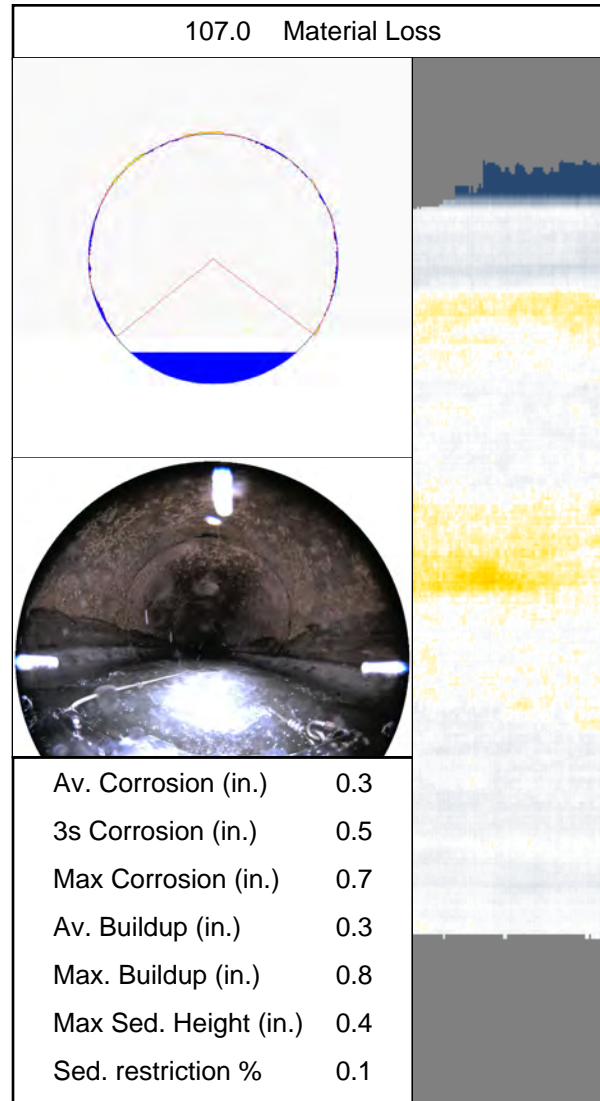 107.0 Material Loss
Av. Corrosion (in.) 0.3
3s Corrosion (in.) 0.5
Max Corrosion (in.) 0.7
Av. Buildup (in.) 0.3
Max. Buildup (in.) 0.8
Max Sed. Height (in.) 0.4
Sed. restriction % 0.1